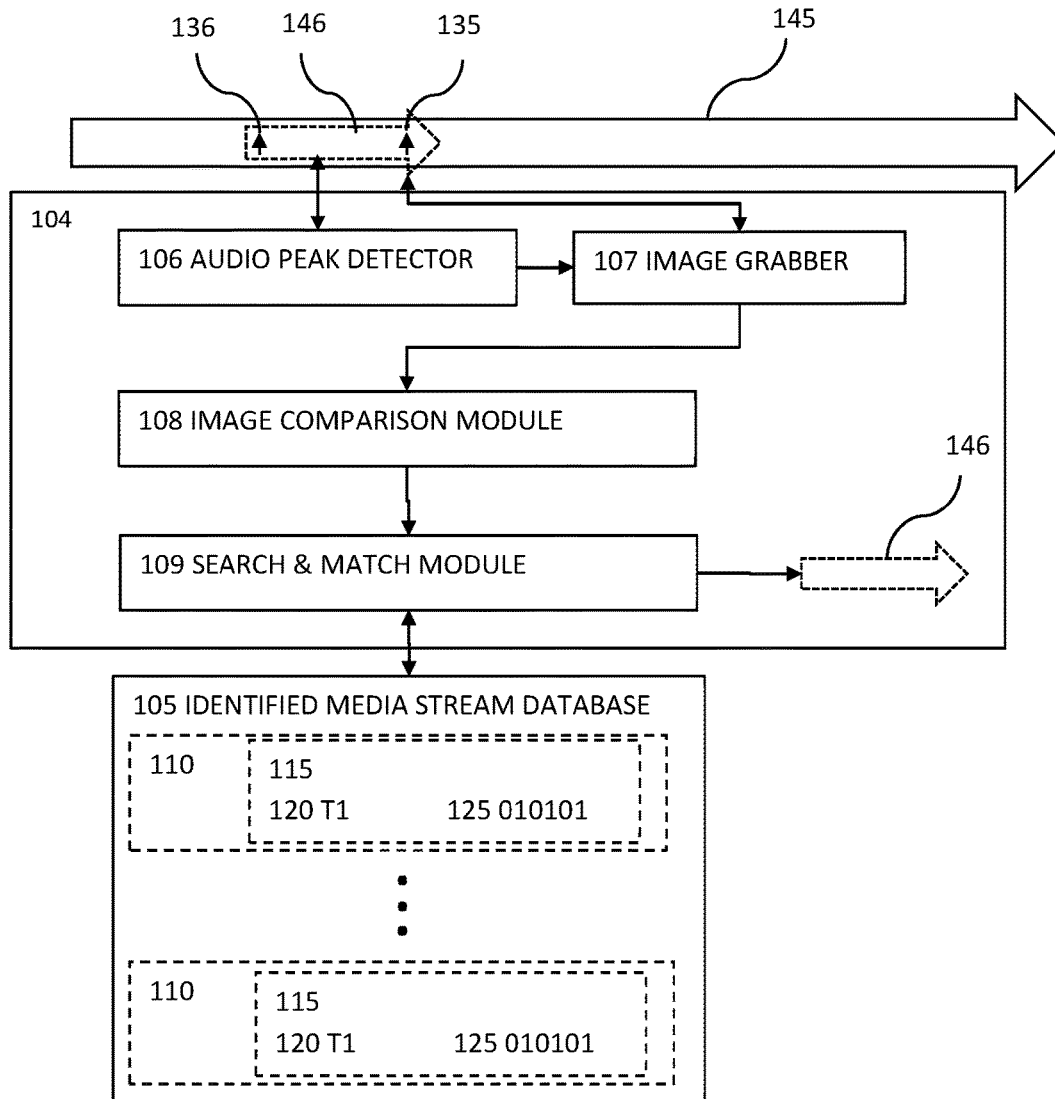 136 146 135 145
104
106 AUDIO PEAK DETECTOR
107 IMAGE GRABBER
108 IMAGE COMPARISON MODULE
146
109 SEARCH & MATCH MODULE
105 IDENTIFIED MEDIA STREAM DATABASE
110
115
120 T1 125 010101
110
115
120 T1 125 010101